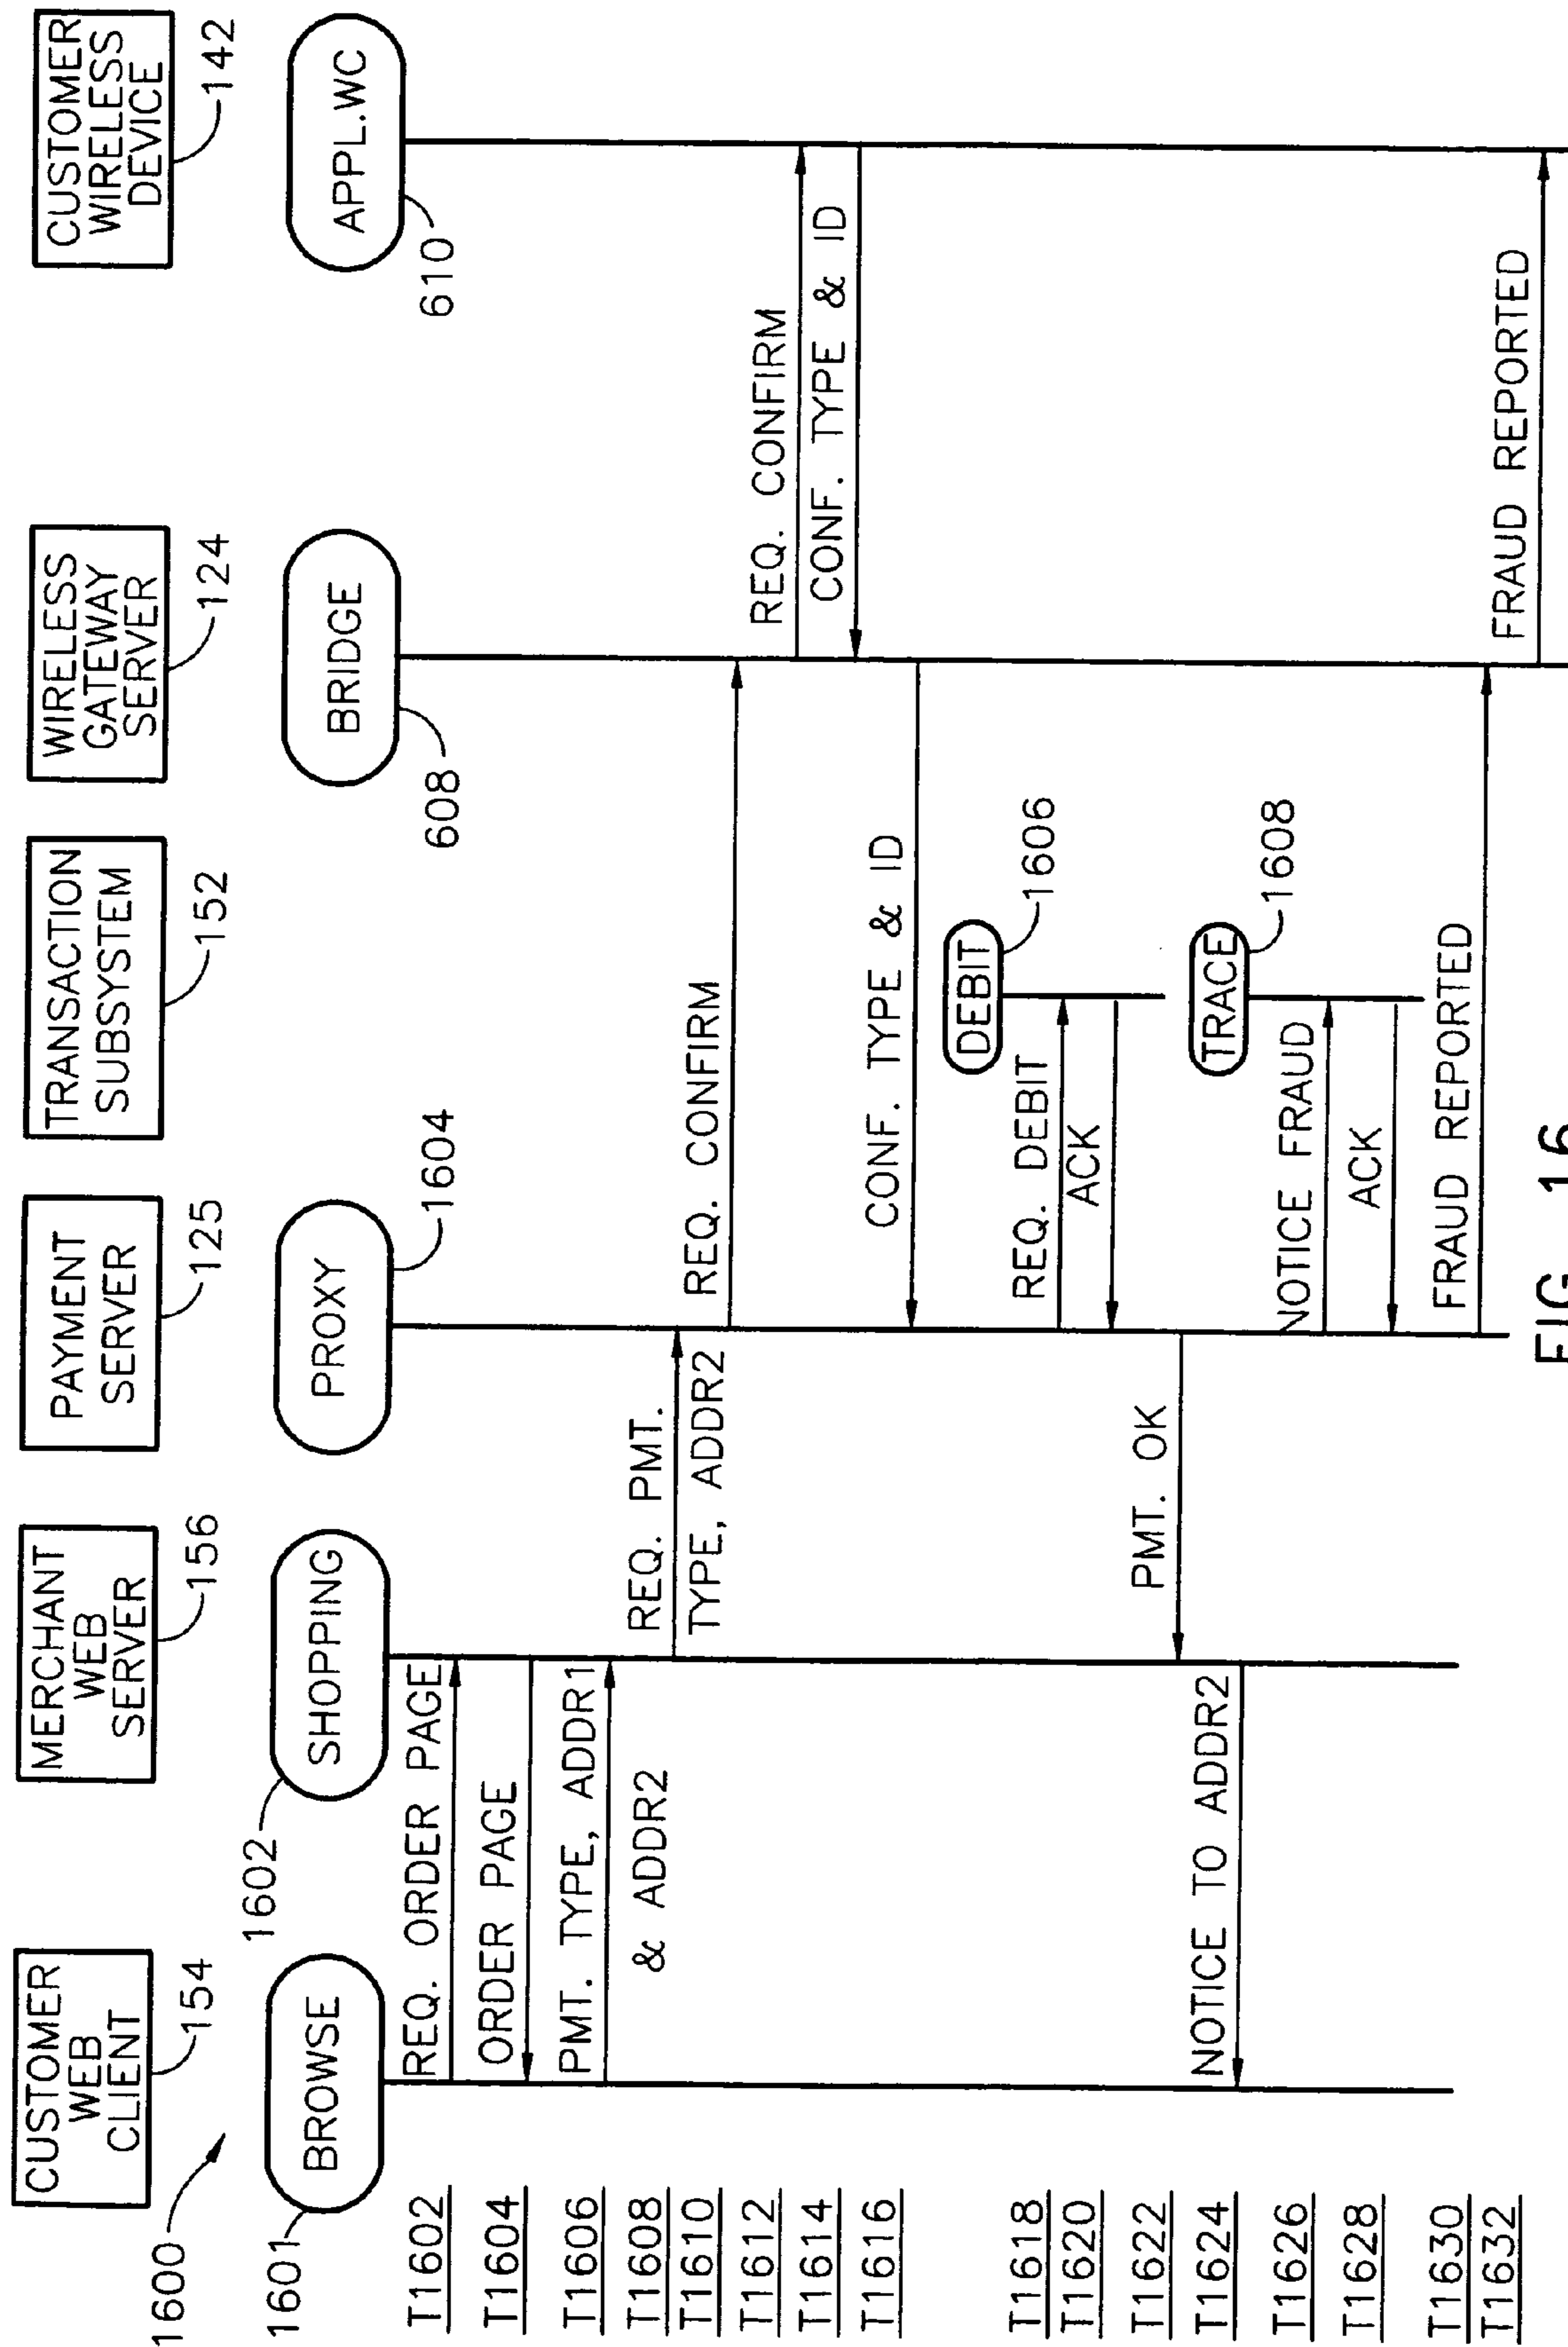 CUSTOMER
WEB
CLIENT
154
MERCHANT
WEB
SERVER
156
PAYMENT
SERVER
125
TRANSACTION
SUBSYSTEM
152
WIRELESS
GATEWAY
SERVER
124
CUSTOMER
WIRELESS
DEVICE
142
1600
1601
BROWSE
1602
SHOPPING
PROXY
1604
BRIDGE
608
APPL.WC
610
T1602
REQ. ORDER PAGE
T1604
ORDER PAGE
T1606
PMT. TYPE, ADDR1
& ADDR2
T1608
REQ. PMT.
TYPE, ADDR2
T1610
REQ. CONFIRM
T1612
REQ. CONFIRM
T1614
CONF. TYPE & ID
T1616
CONF. TYPE & ID
DEBIT
1606
T1618
REQ. DEBIT
T1620
ACK
T1622
PMT. OK
T1624
NOTICE TO ADDR2
TRACE
1608
T1626
NOTICE FRAUD
T1628
ACK
T1630
FRAUD REPORTED
T1632
FRAUD REPORTED
FIG. 16